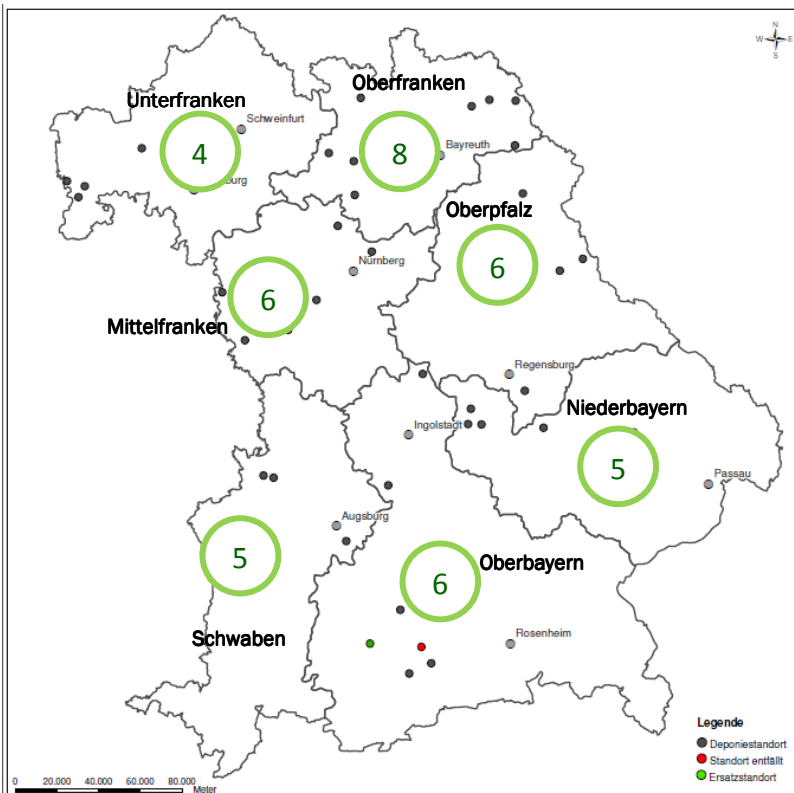 N
W E
S
Oberfranken
Unterfranken
Schweinfurt
4
8
Bayreuth
burg
Oberpfalz
6
Nürnberg
6
Mittelfranken
Regensburg
Niederbayern
Ingolstadt
5
Passau
Augsburg
5
Oberbayern
6
Rosenheim
Schwaben
Legende
Deponiestandort
Standort entfällt
Ersatzstandort
0 20.000 40.000 60.000 80.000
Meter